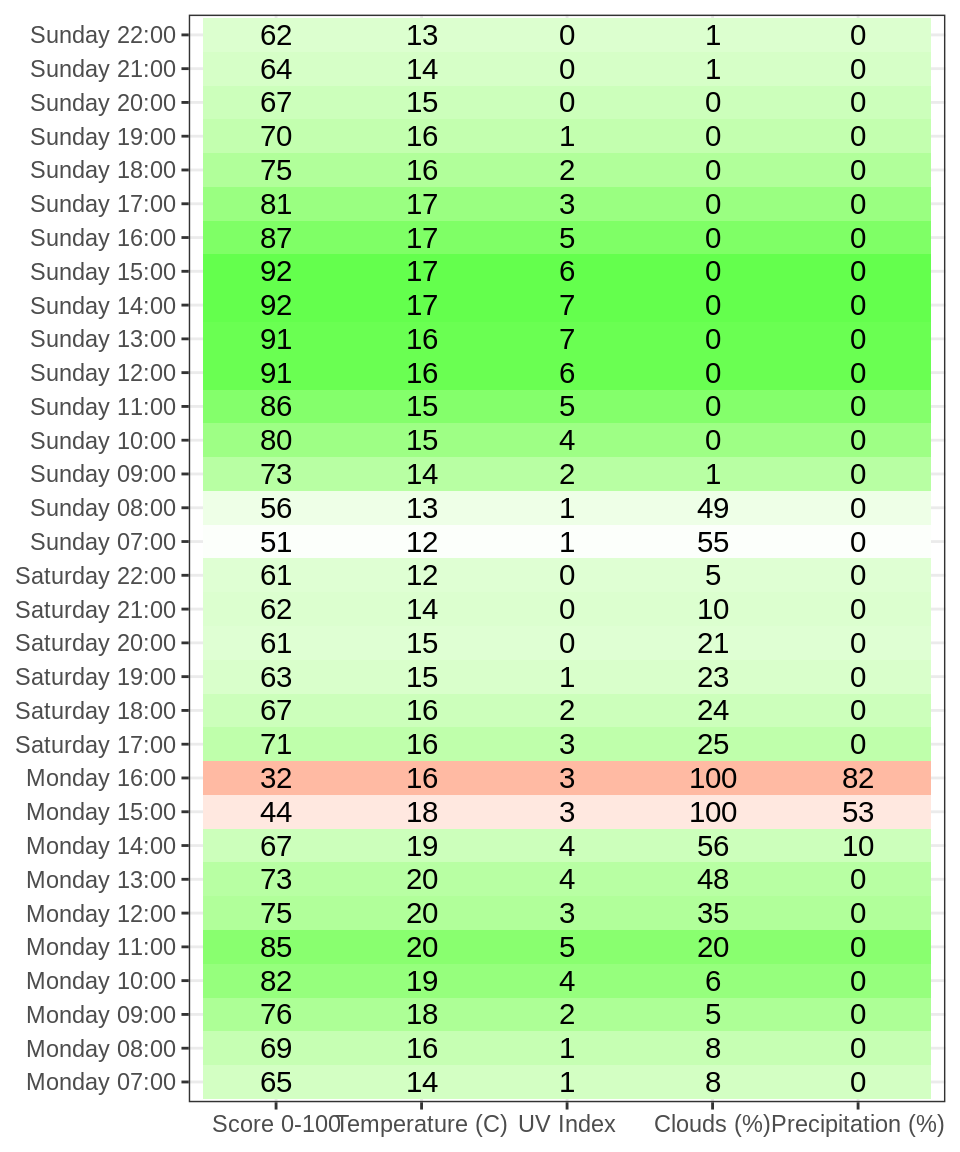 Sunday 22:00 62 13 0 1 0
Sunday 21:00 64 14 0 1 0
Sunday 20:00 67 15 0 0 0
Sunday 19:00 70 16 1 0 0
Sunday 18:00 75 16 2 0 0
Sunday 17:00 81 17 3 0 0
Sunday 16:00 87 17 5 0 0
Sunday 15:00 92 17 6 0 0
Sunday 14:00 92 17 7 0 0
Sunday 13:00 91 16 7 0 0
Sunday 12:00 91 16 6 0 0
Sunday 11:00 86 15 5 0 0
Sunday 10:00 80 15 4 0 0
Sunday 09:00 73 14 2 1 0
Sunday 08:00 56 13 1 49 0
Sunday 07:00 51 12 1 55 0
Saturday 22:00 61 12 0 5 0
Saturday 21:00 62 14 0 10 0
Saturday 20:00 61 15 0 21 0
Saturday 19:00 63 15 1 23 0
Saturday 18:00 67 16 2 24 0
Saturday 17:00 71 16 3 25 0
Monday 16:00 32 16 3 100 82
Monday 15:00 44 18 3 100 53
Monday 14:00 67 19 4 56 10
Monday 13:00 73 20 4 48 0
Monday 12:00 75 20 3 35 0
Monday 11:00 85 20 5 20 0
Monday 10:00 82 19 4 6 0
Monday 09:00 76 18 2 5 0
Monday 08:00 69 16 1 8 0
Monday 07:00 65 14 1 8 0
Score 0-100 Temperature (C) UV Index Clouds (%) Precipitation (%)